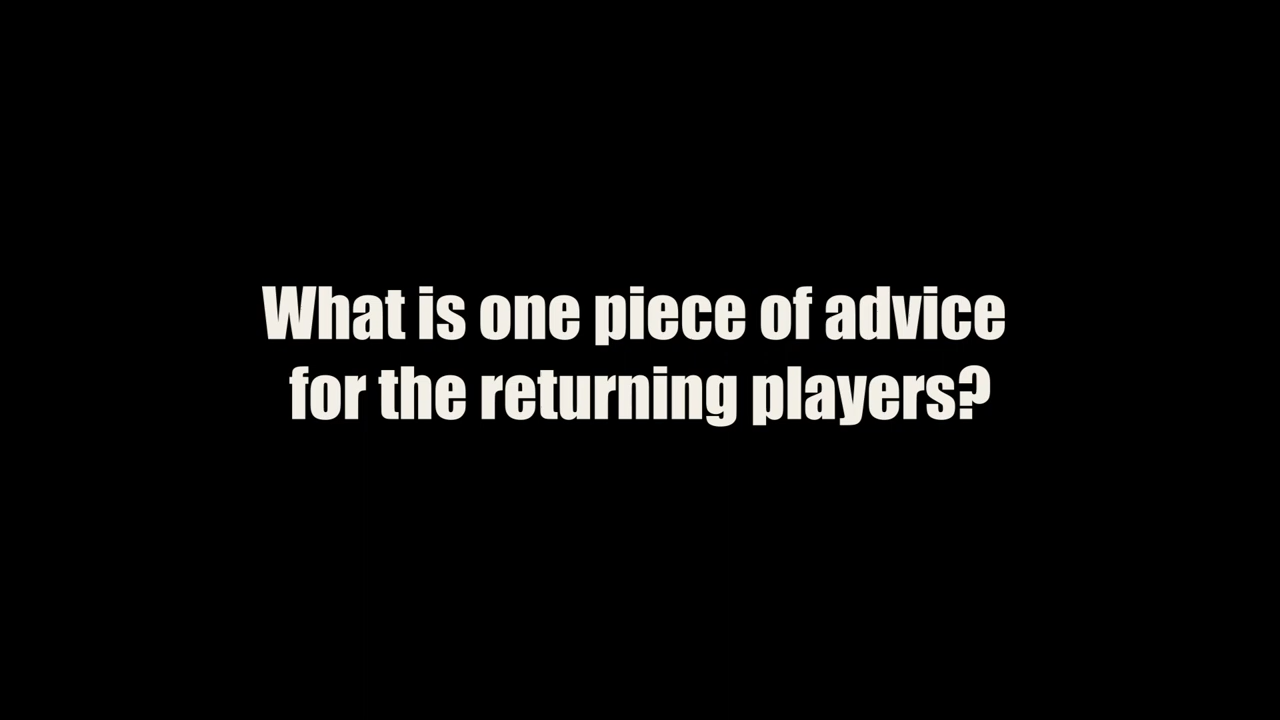 What is one piece of advice
for the returning players?